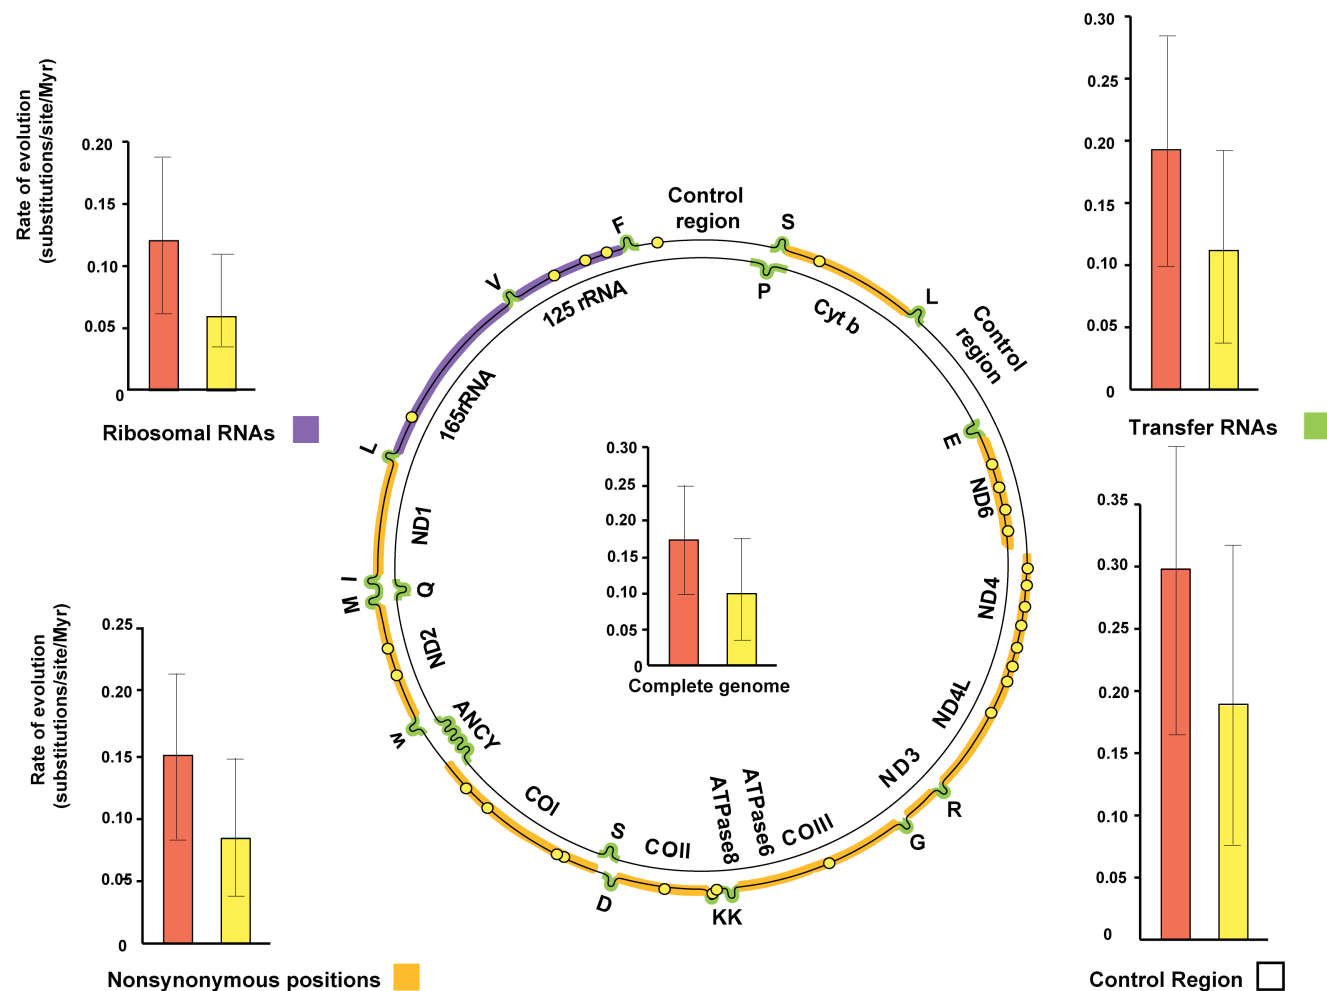 Rate of evolution
(substitutions/site/Myr)
0.20
0.15
0.10
0.05
0
Ribosomal RNAs
0.30
0.25
0.20
0.15
0.10
0.05
0
Transfer RNAs
Control
region
F
V
125 rRNA
165rRNA
L
ND1
I
M
Q
ND2
W
ANCY
COI
S
D
COII
ATPase8
ATPase6
KK
COIII
G
R
ND3
ND4L
ND4
ND6
E
Control
region
L
Cyt b
P
S
0.30
0.25
0.20
0.15
0.10
0.05
0
Complete genome
Rate of evolution
(substitutions/site/Myr)
0.25
0.20
0.15
0.10
0.05
0
Nonsynonymous positions
0.35
0.30
0.25
0.20
0.15
0.10
0.05
0
Control Region